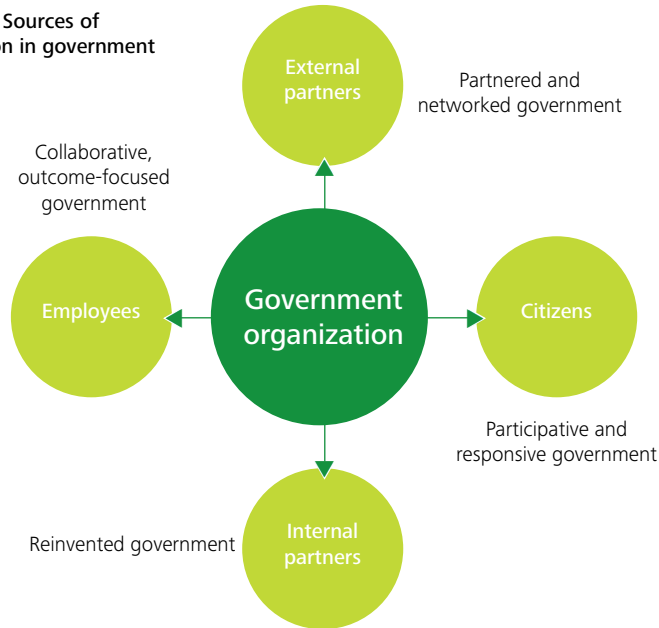 Sources of
on in government
External
partners
Partnered and
networked government
Collaborative,
outcome-focused
government
Employees
Government
organization
Citizens
Participative and
responsive government
Reinvented government
Internal
partners